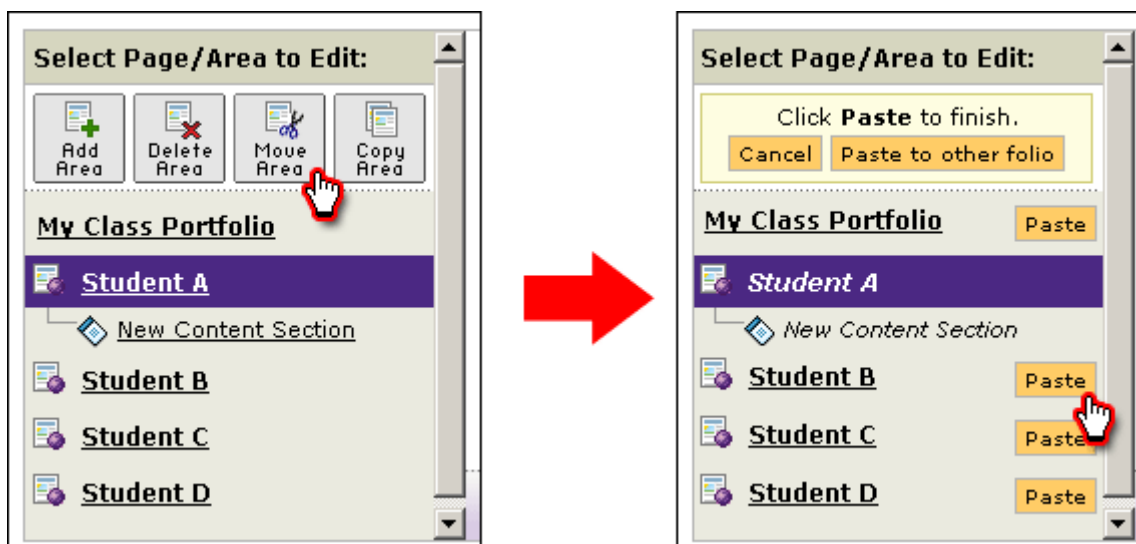 Select Page/Area to Edit:
Add Area
Delete Area
Move Area
Copy Area
My Class Portfolio
Student A
New Content Section
Student B
Student C
Student D
Select Page/Area to Edit:
Click Paste to finish.
Cancel Paste to other folio
My Class Portfolio Paste
Student A
New Content Section
Student B Paste
Student C Paste
Student D Paste